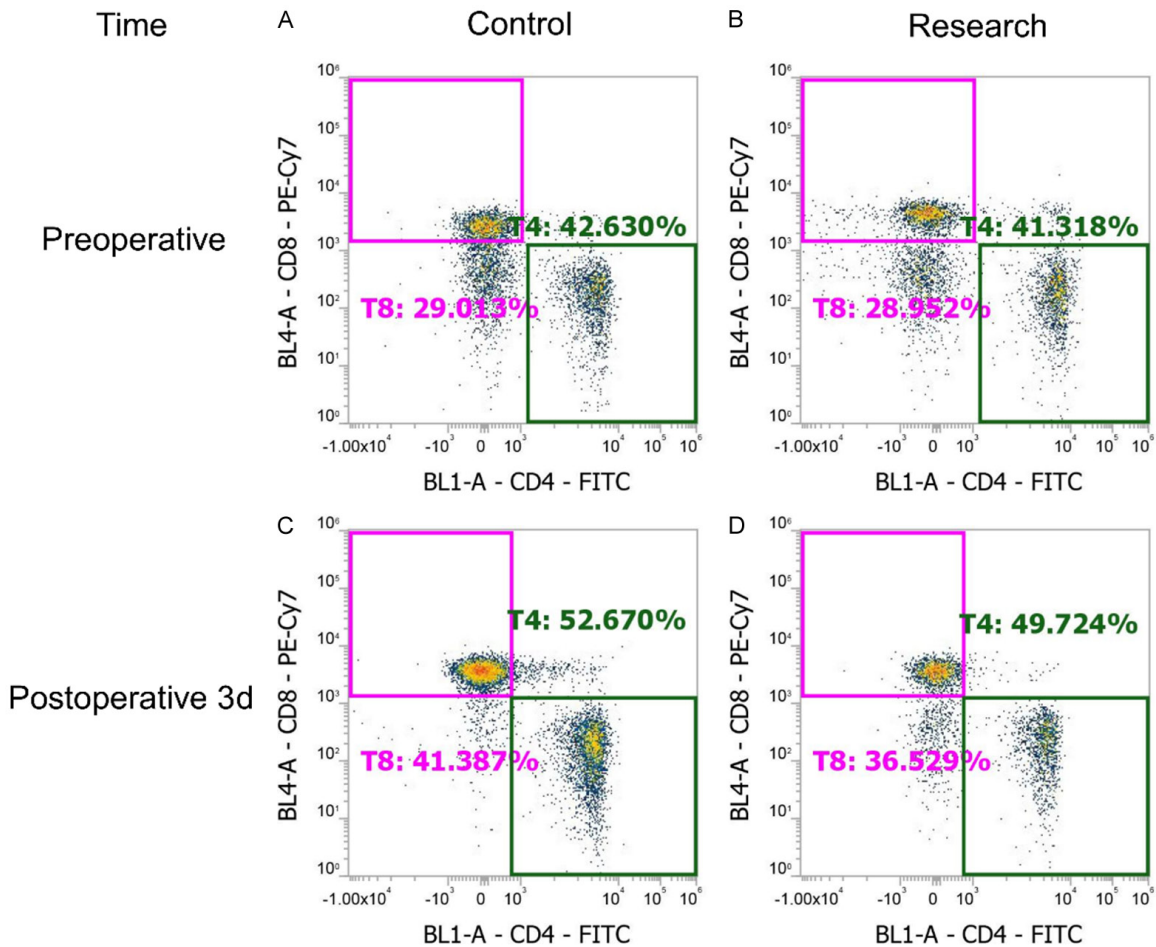 Time
A
Control
B
Research
Preoperative
BL4-A - CD8 - PE-Cy7
10⁶
10⁵
10⁴
10³
10²
10¹
10⁰
T4: 42.630%
T8: 29.013%
-1.00x10⁴
-10³
0
10³
10⁴
10⁵
10⁶
BL1-A - CD4 - FITC
BL4-A - CD8 - PE-Cy7
10⁶
10⁵
10⁴
10³
10²
10¹
10⁰
T4: 41.318%
T8: 28.952%
-1.00x10⁴
-10³
0
10³
10⁴
10⁵
10⁶
BL1-A - CD4 - FITC
Postoperative 3d
C
BL4-A - CD8 - PE-Cy7
10⁶
10⁵
10⁴
10³
10²
10¹
10⁰
T4: 52.670%
T8: 41.387%
-1.00x10⁴
-10³
0
10³
10⁴
10⁵
10⁶
BL1-A - CD4 - FITC
D
BL4-A - CD8 - PE-Cy7
10⁶
10⁵
10⁴
10³
10²
10¹
10⁰
T4: 49.724%
T8: 36.529%
-1.00x10⁴
-10³
0
10³
10⁴
10⁵
10⁶
BL1-A - CD4 - FITC